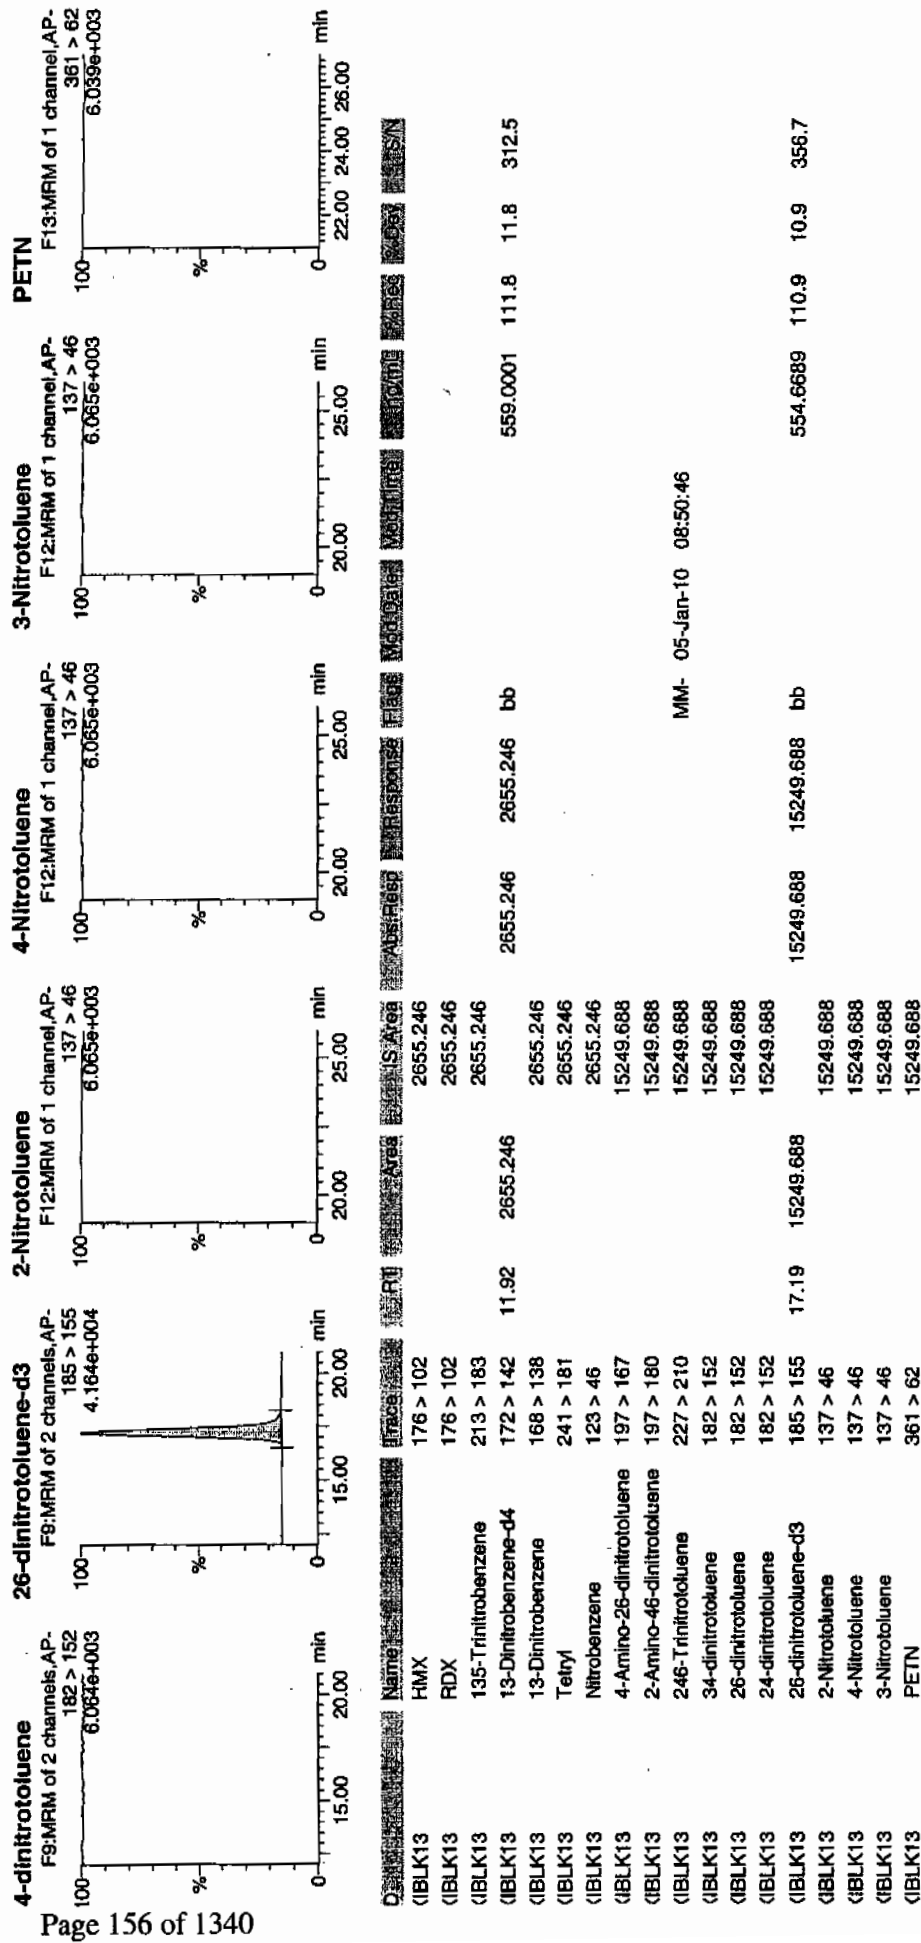 4-dinitrotoluene
F9:MRM of 2 channels,AP-
182 > 152
6.064e+003
100
%
0
15.00 20.00 min
26-dinitrotoluene-d3
F9:MRM of 2 channels,AP-
185 > 155
4.164e+004
100
%
0
15.00 20.00 min
2-Nitrotoluene
F12:MRM of 1 channel,AP-
137 > 46
6.065e+003
100
%
0
20.00 25.00 min
4-Nitrotoluene
F12:MRM of 1 channel,AP-
137 > 46
6.065e+003
100
%
0
20.00 25.00 min
3-Nitrotoluene
F12:MRM of 1 channel,AP-
137 > 46
6.065e+003
100
%
0
20.00 25.00 min
PETN
F13:MRM of 1 channel,AP-
361 > 62
6.039e+003
100
%
0
22.00 24.00 26.00 min
Name Trace RT Area IS Area Abs.Resp Response Flags Mod.Date Mod.Time %Rec %Dev S/N
(IBLK13 HMX 176 > 102 2655.246
(IBLK13 RDX 176 > 102 2655.246
(IBLK13 135-Trinitrobenzene 213 > 183 2655.246
(IBLK13 13-Dinitrobenzene-d4 172 > 142 11.92 2655.246 2655.246 2655.246 bb 559.0001 111.8 11.8 312.5
(IBLK13 13-Dinitrobenzene 168 > 138 2655.246
(IBLK13 Tetryl 241 > 181 2655.246
(IBLK13 Nitrobenzene 123 > 46 2655.246
(IBLK13 4-Amino-26-dinitrotoluene 197 > 167 15249.688
(IBLK13 2-Amino-46-dinitrotoluene 197 > 180 15249.688
(IBLK13 246-Trinitrotoluene 227 > 210 15249.688 MM- 05-Jan-10 08:50:46
(IBLK13 34-dinitrotoluene 182 > 152 15249.688
(IBLK13 26-dinitrotoluene 182 > 152 15249.688
(IBLK13 24-dinitrotoluene 182 > 152 15249.688
(IBLK13 26-dinitrotoluene-d3 185 > 155 17.19 15249.688 15249.688 15249.688 bb 554.6689 110.9 10.9 356.7
(IBLK13 2-Nitrotoluene 137 > 46 15249.688
(IBLK13 4-Nitrotoluene 137 > 46 15249.688
(IBLK13 3-Nitrotoluene 137 > 46 15249.688
(IBLK13 PETN 361 > 62 15249.688
Page 156 of 1340